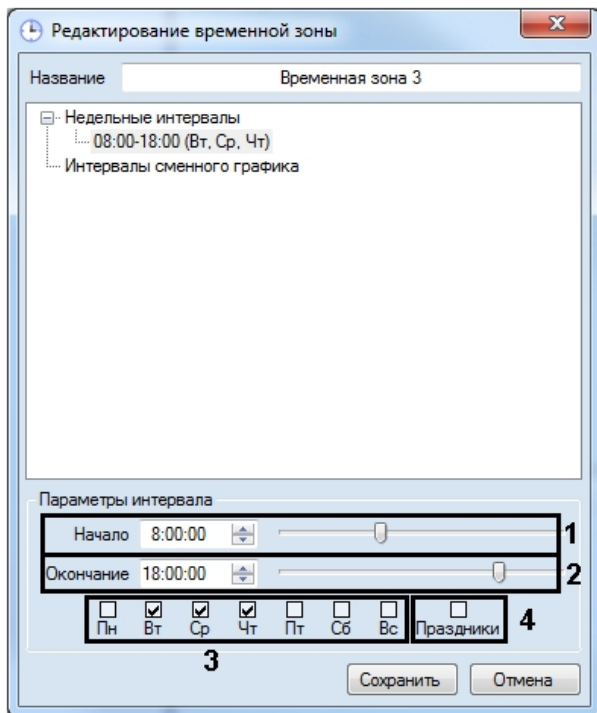 Редактирование временной зоны
Название Временная зона 3
Недельные интервалы
08:00-18:00 (Вт, Ср, Чт)
Интервалы сменного графика
Параметры интервала
Начало 8:00:00 1
Окончание 18:00:00 2
Пн Вт Ср Чт Пт Сб Вс Праздники 4
3
Сохранить Отмена